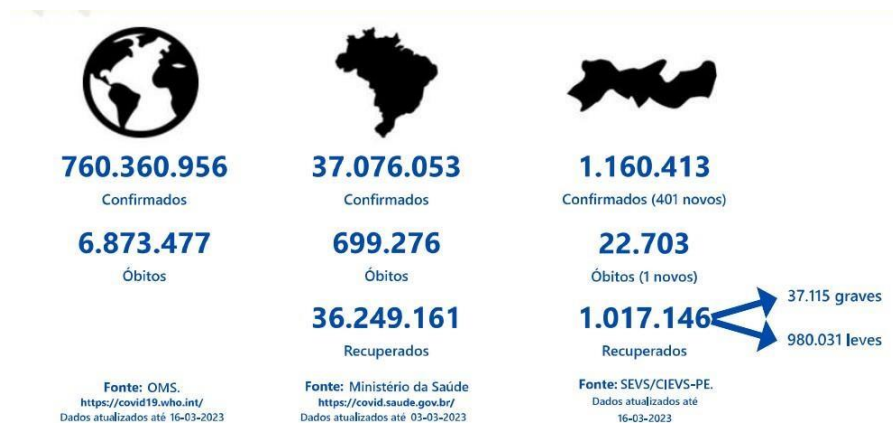 760.360.956
Confirmados
6.873.477
Óbitos
Fonte: OMS.
https://covid19.who.int/
Dados atualizados até 16-03-2023
37.076.053
Confirmados
699.276
Óbitos
36.249.161
Recuperados
Fonte: Ministério da Saúde
https://covid.saude.gov.br/
Dados atualizados até 03-03-2023
1.160.413
Confirmados (401 novos)
22.703
Óbitos (1 novos)
1.017.146
Recuperados
37.115 graves
980.031 leves
Fonte: SEVS/CIEVS-PE.
Dados atualizados até
16-03-2023